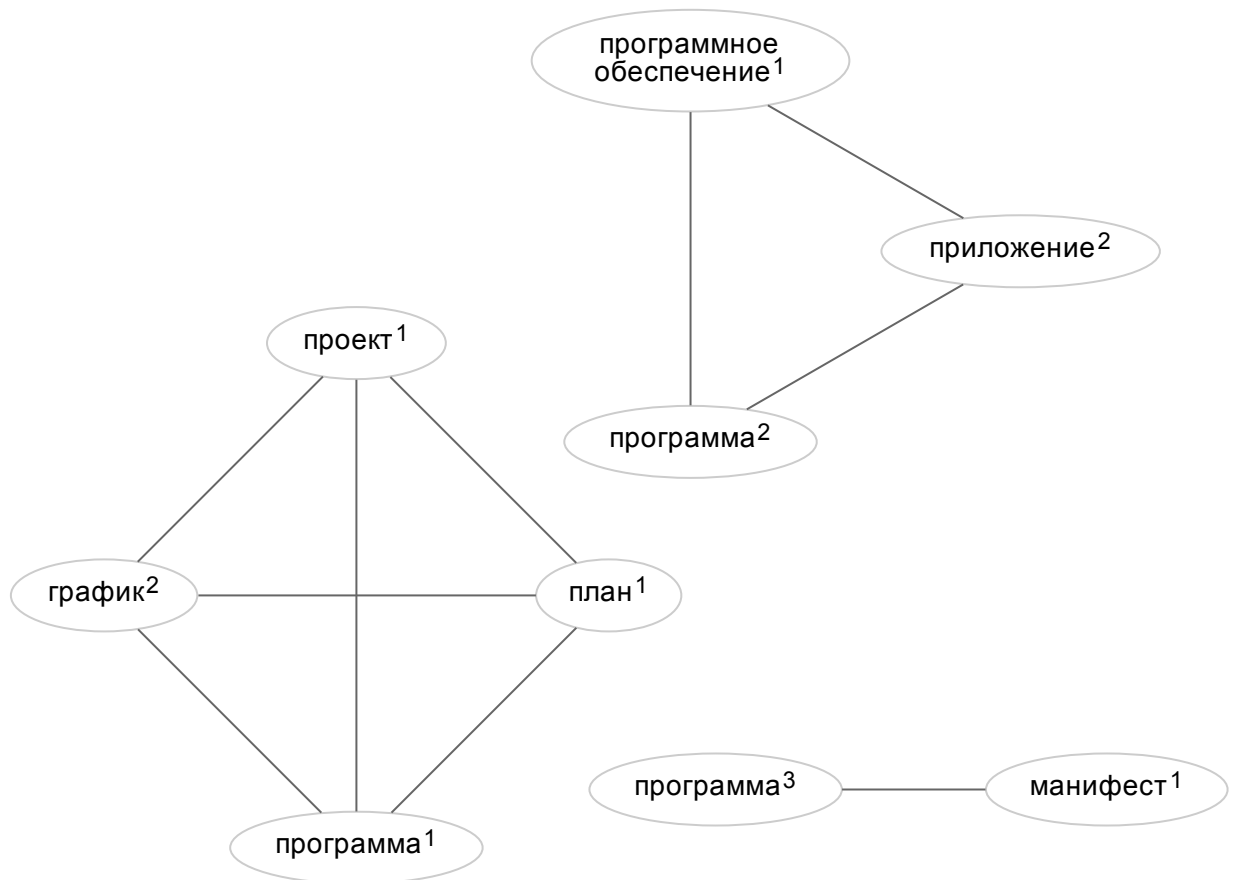 программное
обеспечение1
приложение2
проект1
программа2
график2
план1
программа3
манифест1
программа1